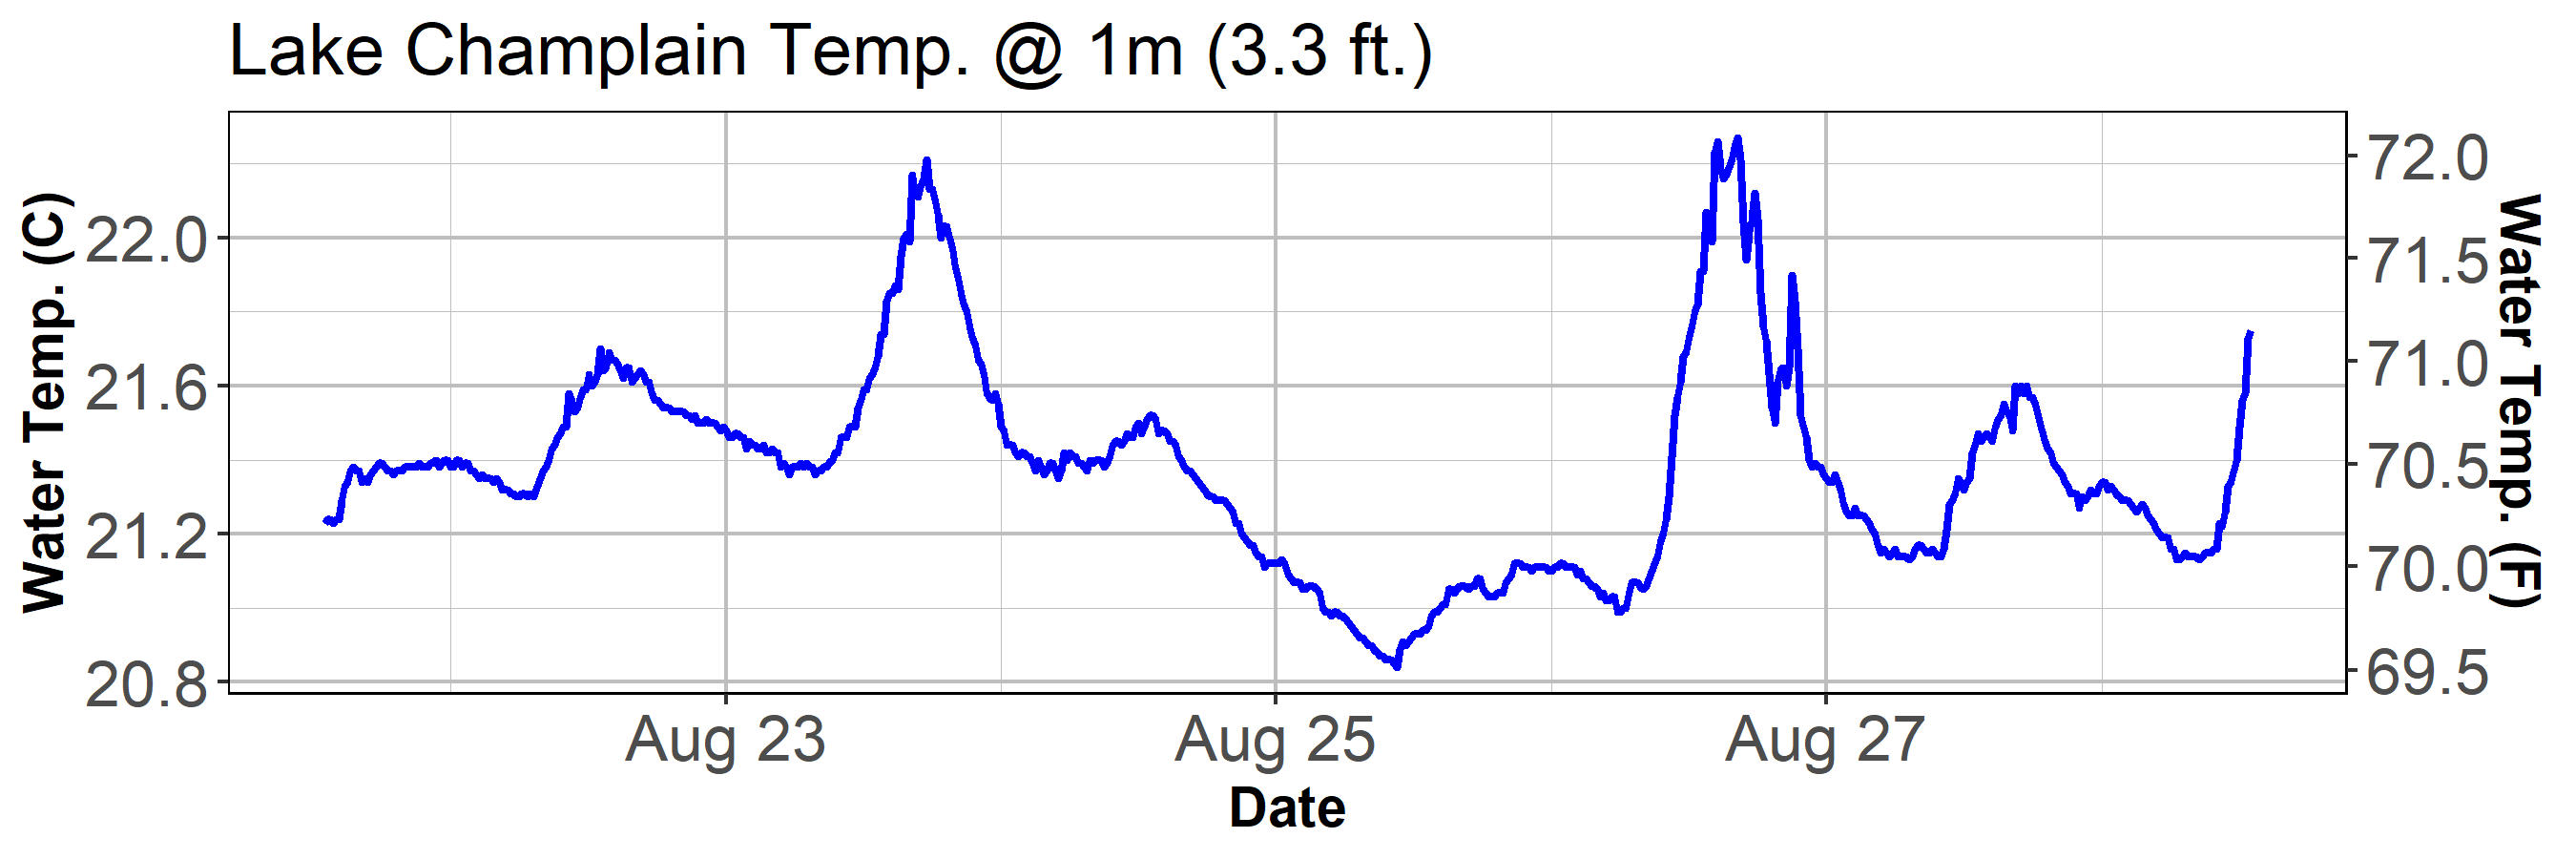 Lake Champlain Temp. @ 1m (3.3 ft.)
Water Temp. (C)
22.0
21.6
21.2
20.8
72.0
71.5
71.0
70.5
70.0
69.5
Water Temp. (F)
Aug 23
Aug 25
Aug 27
Date